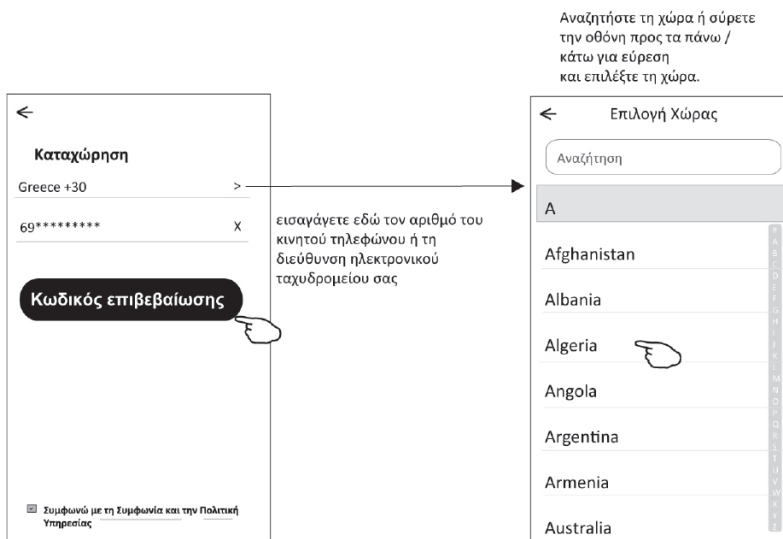 Αναζητήστε τη χώρα ή σύρετε
την οθόνη προς τα πάνω /
κάτω για εύρεση
και επιλέξτε τη χώρα.
←
Καταχώρηση
Greece +30 >
69********* X
Κωδικός επιβεβαίωσης
Συμφωνώ με τη Συμφωνία και την Πολιτική
Υπηρεσίας
εισαγάγετε εδώ τον αριθμό του
κινητού τηλεφώνου ή τη
διεύθυνση ηλεκτρονικού
ταχυδρομείου σας
← Επιλογή Χώρας
Αναζήτηση
A
Afghanistan
Albania
Algeria
Angola
Argentina
Armenia
Australia